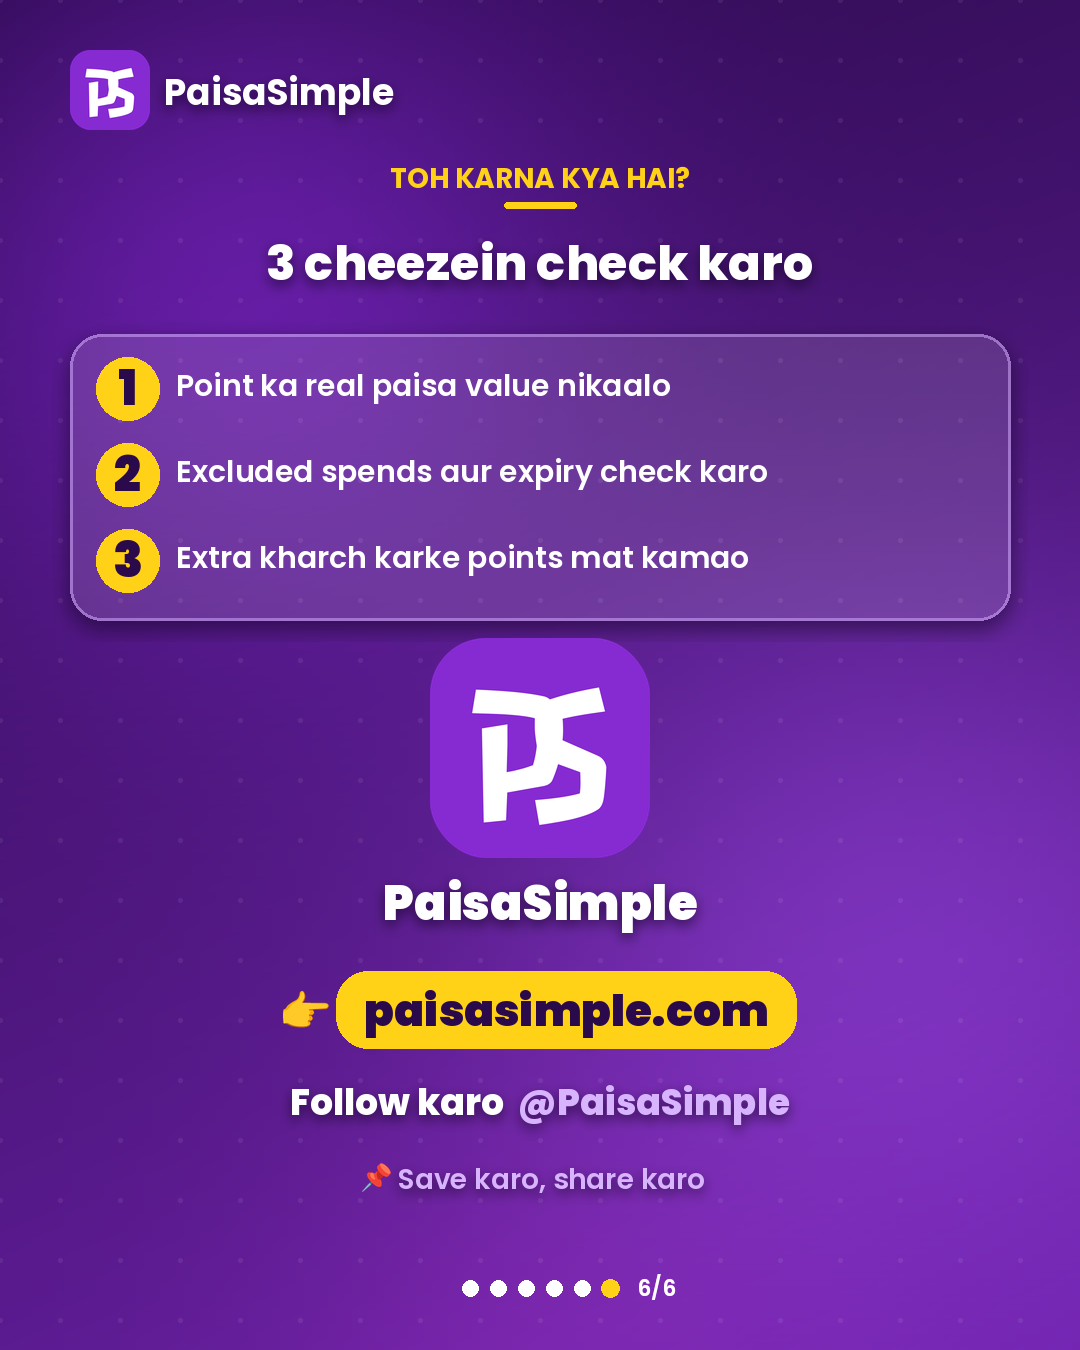 PS PaisaSimple
TOH KARNA KYA HAI?
3 cheezein check karo
1 Point ka real paisa value nikaalo
2 Excluded spends aur expiry check karo
3 Extra kharch karke points mat kamao
PS
PaisaSimple
👉 paisasimple.com
Follow karo @PaisaSimple
📌 Save karo, share karo
6/6